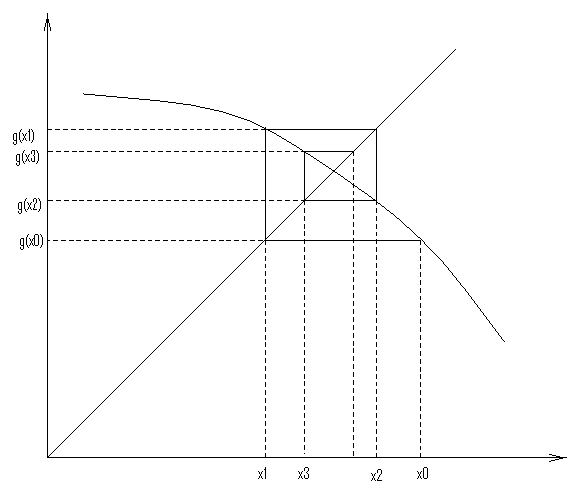 g(x1)
g(x3)
g(x2)
g(x0)
x1 x3 x2 x0